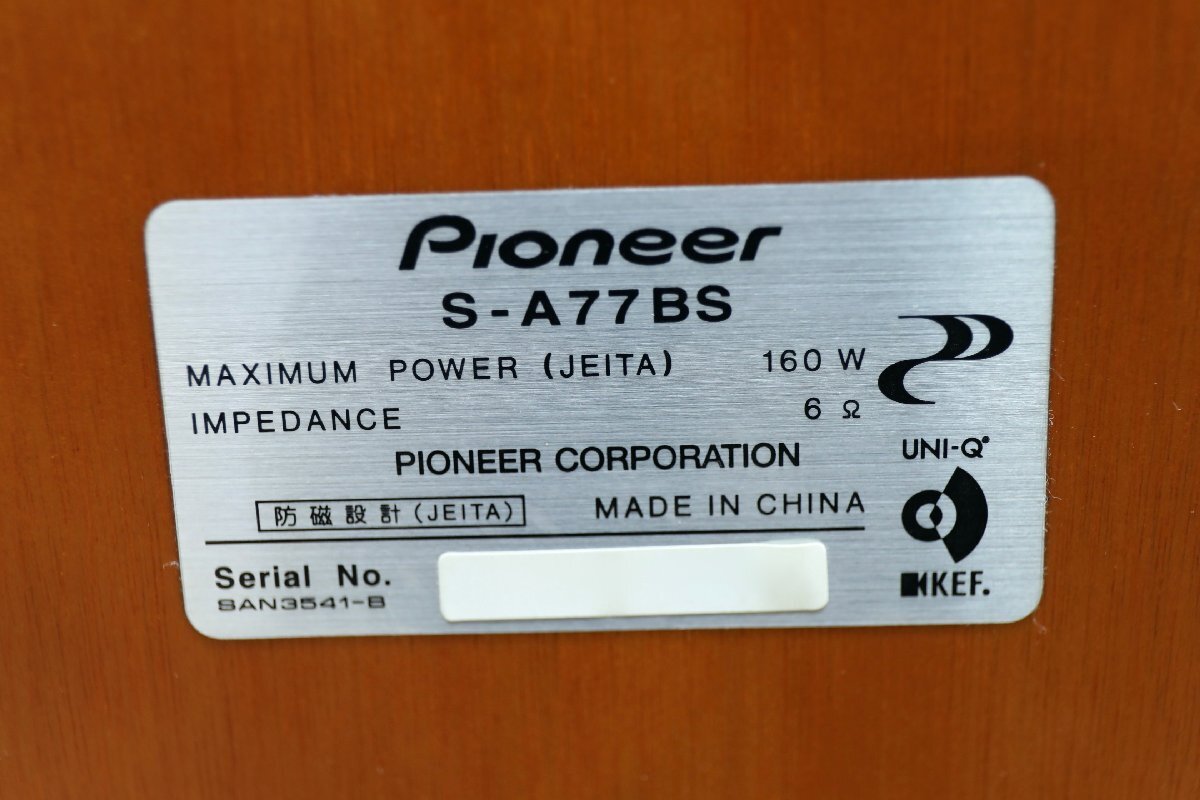 Pioneer
S-A77BS
MAXIMUM POWER (JEITA) 160 W
IMPEDANCE 6 Ω
PIONEER CORPORATION
UNI-Q®
防磁設計(JEITA) MADE IN CHINA
Serial No.
SAN3541-B
KEF.